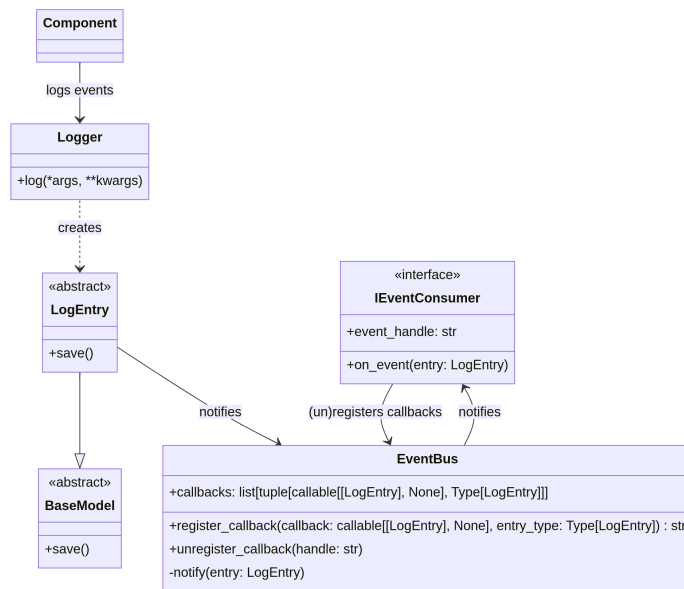 Component
logs events
Logger
+log(*args, **kwargs)
creates
«abstract»
LogEntry
+save()
«interface»
IEventConsumer
+event_handle: str
+on_event(entry: LogEntry)
notifies
(un)registers callbacks
notifies
«abstract»
BaseModel
+save()
EventBus
+callbacks: list[tuple[callable[[LogEntry], None], Type[LogEntry]]]
+register_callback(callback: callable[[LogEntry], None], entry_type: Type[LogEntry]) : str
+unregister_callback(handle: str)
-notify(entry: LogEntry)